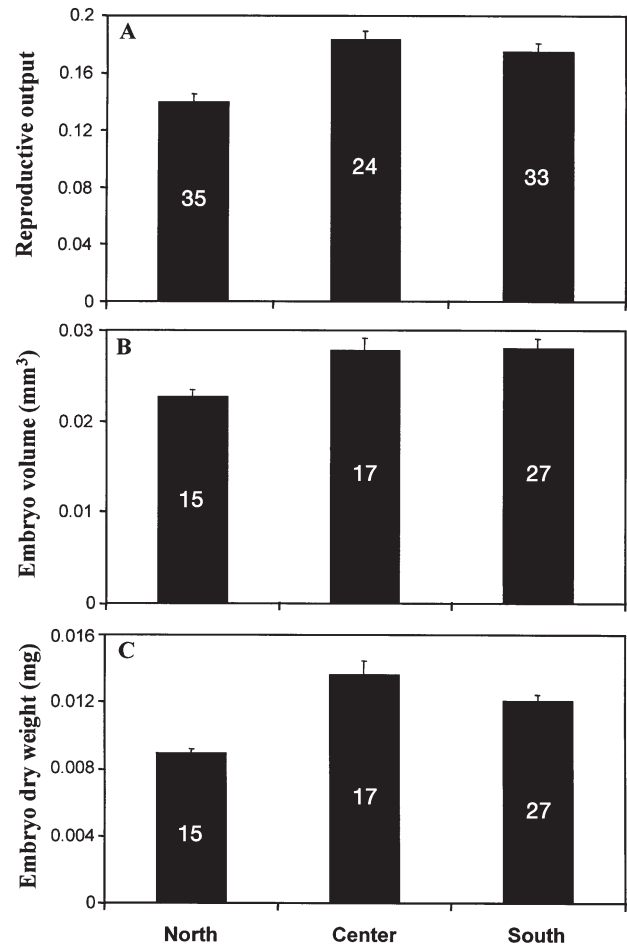 A
Reproductive output
0.2
0.16
0.12
0.08
0.04
0
35
24
33
B
Embryo volume (mm³)
0.03
0.02
0.01
0
15
17
27
C
Embryo dry weight (mg)
0.016
0.012
0.008
0.004
0
15
17
27
North
Center
South